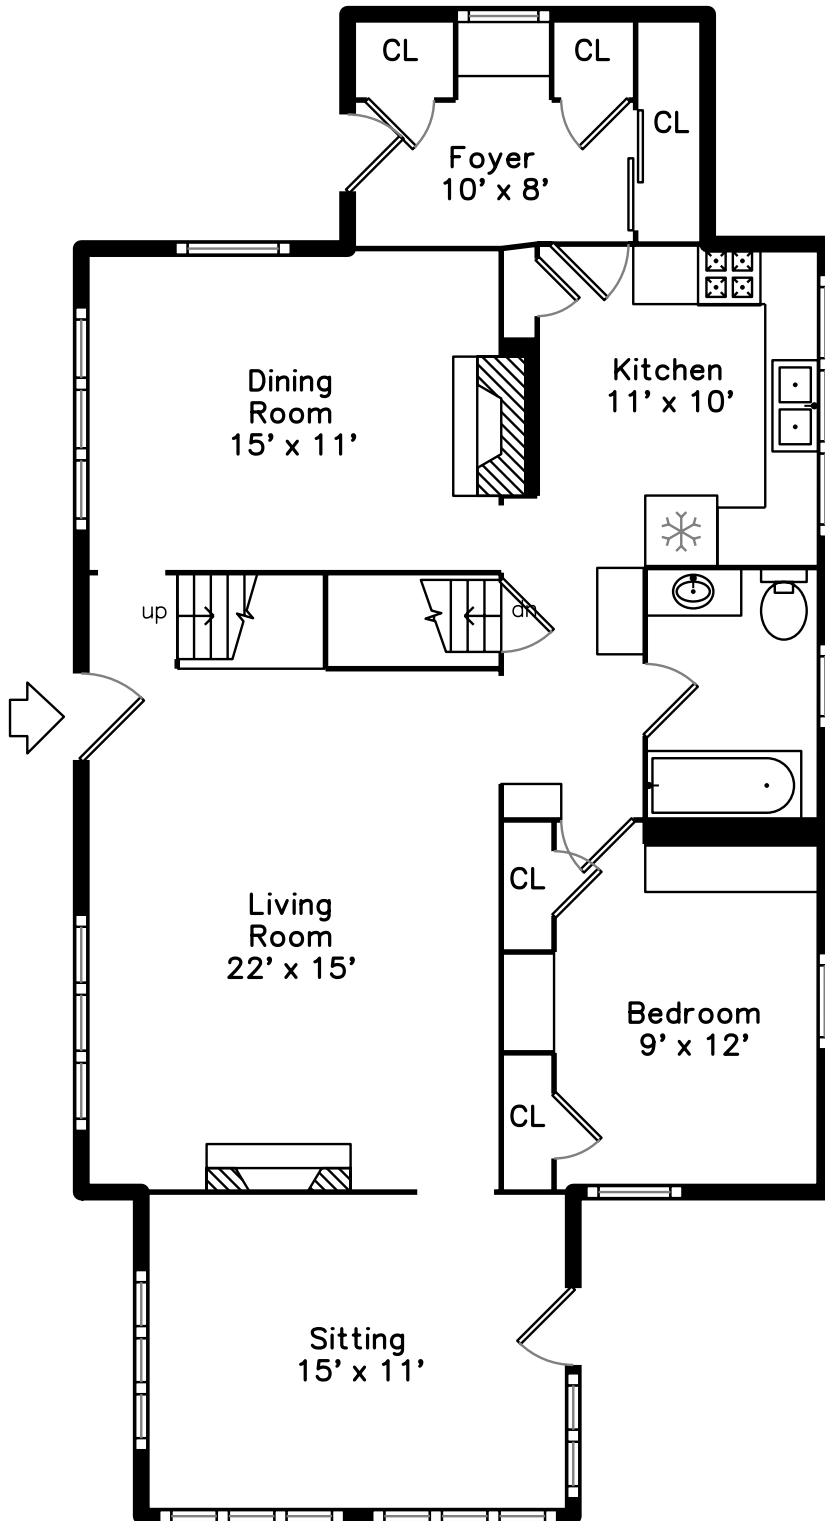 CL
CL
CL
Foyer
10' x 8'
Dining
Room
15' x 11'
Kitchen
11' x 10'
up
dn
CL
Living
Room
22' x 15'
Bedroom
9' x 12'
CL
Sitting
15' x 11'